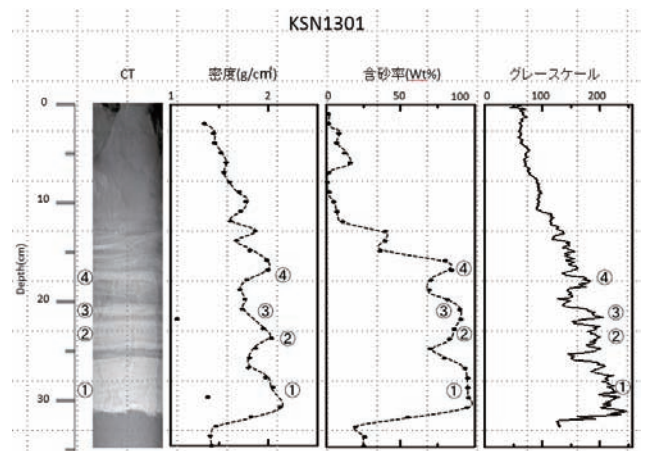 KSN1301
CT
密度(g/cm³)
含砂率(Wt%)
グレースケール
0 1 2 0 50 100 0 100 200
10
④ ④ ④ ④
20
③ ③ ③ ③
② ② ② ②
① ① ① ①
30
Depth(cm)